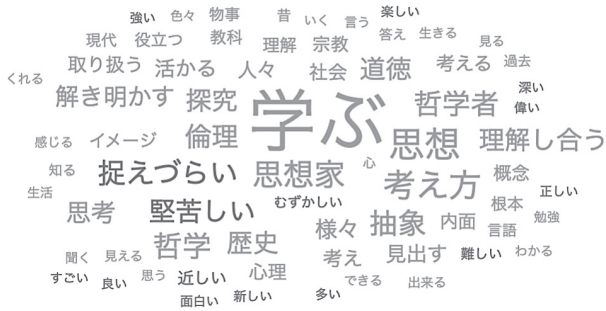 強い 色々 物事 昔 いく 言う 楽しい
現代 役立つ 教科 理解 宗教 答え 生きる 見る
取り扱う 活かる 人々 社会 道徳 考える 過去
くれる 解き明かす 探究 学ぶ 哲学者 深い 偉い
感じる イメージ 倫理 思想 理解し合う
知る 捉えづらい 思想家 心 考え方 概念
生活 思考 堅苦しい むずかしい 根本 正しい
様々 抽象 内面 言語 勉強
聞く 見える 哲学 歴史 考え 見出す 難しい わかる
すごい 良い 思う 近しい 心理 できる 出来る
面白い 新しい 多い